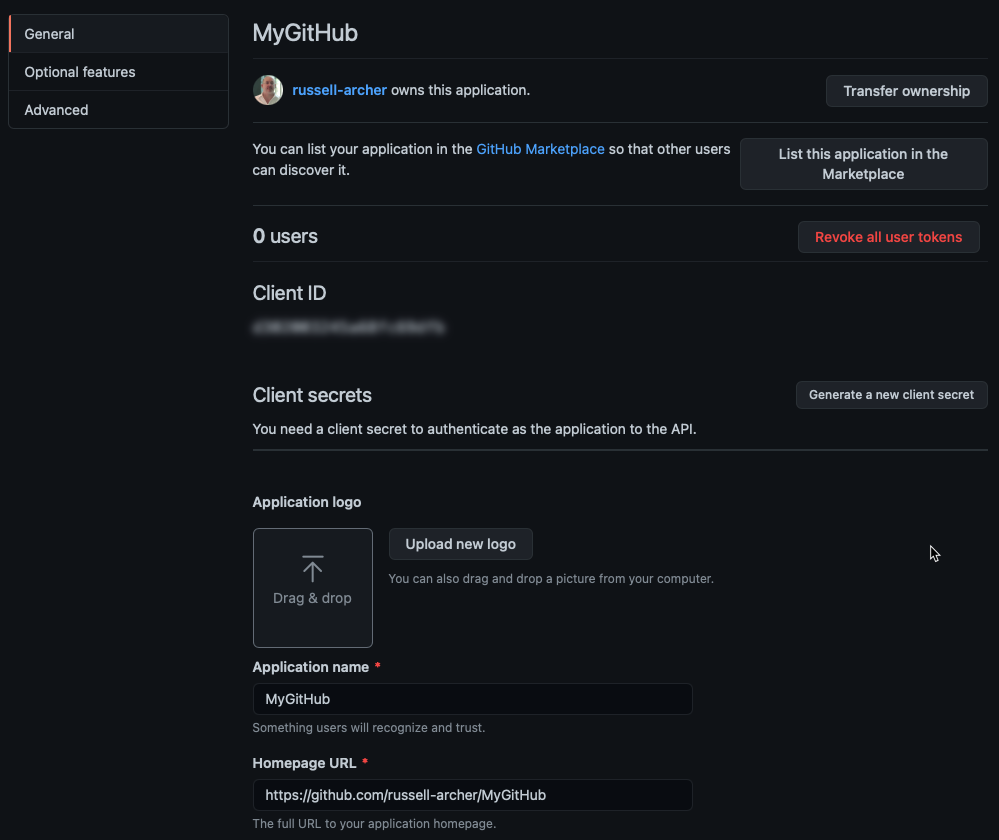 General
Optional features
Advanced
MyGitHub
russell-archer owns this application.
Transfer ownership
You can list your application in the GitHub Marketplace so that other users
can discover it.
List this application in the
Marketplace
0 users
Revoke all user tokens
Client ID
Client secrets
Generate a new client secret
You need a client secret to authenticate as the application to the API.
Application logo
Drag & drop
Upload new logo
You can also drag and drop a picture from your computer.
Application name *
MyGitHub
Something users will recognize and trust.
Homepage URL *
https://github.com/russell-archer/MyGitHub
The full URL to your application homepage.